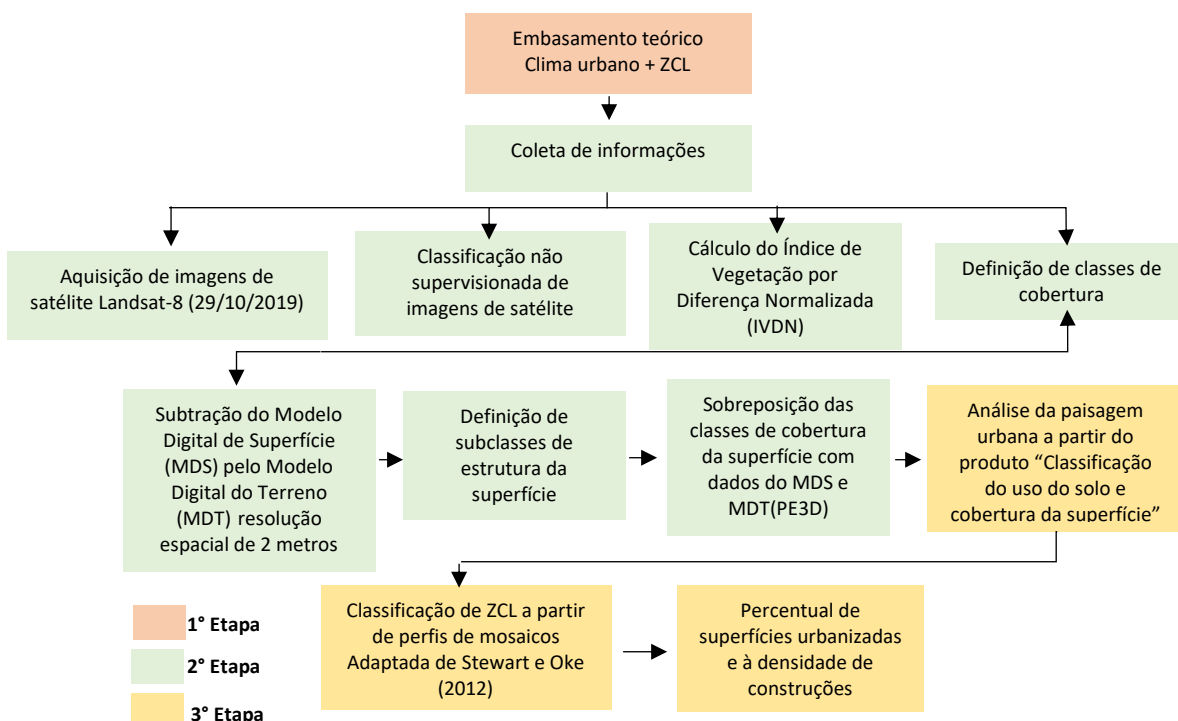 Embasamento teórico
Clima urbano + ZCL
Coleta de informações
Aquisição de imagens de
satélite Landsat-8 (29/10/2019)
Classificação não
supervisionada de
imagens de satélite
Cálculo do Índice de
Vegetação por
Diferença Normalizada
(IVDN)
Definição de classes de
cobertura
Subtração do Modelo
Digital de Superfície
(MDS) pelo Modelo
Digital do Terreno
(MDT) resolução
espacial de 2 metros
Definição de
subclasses de
estrutura da
superfície
Sobreposição das
classes de cobertura
da superfície com
dados do MDS e
MDT(PE3D)
Análise da paisagem
urbana a partir do
produto “Classificação
do uso do solo e
cobertura da superfície”
Classificação de ZCL a partir
de perfis de mosaicos
Adaptada de Stewart e Oke
(2012)
Percentual de
superfícies urbanizadas
e à densidade de
construções
1° Etapa
2° Etapa
3° Etapa